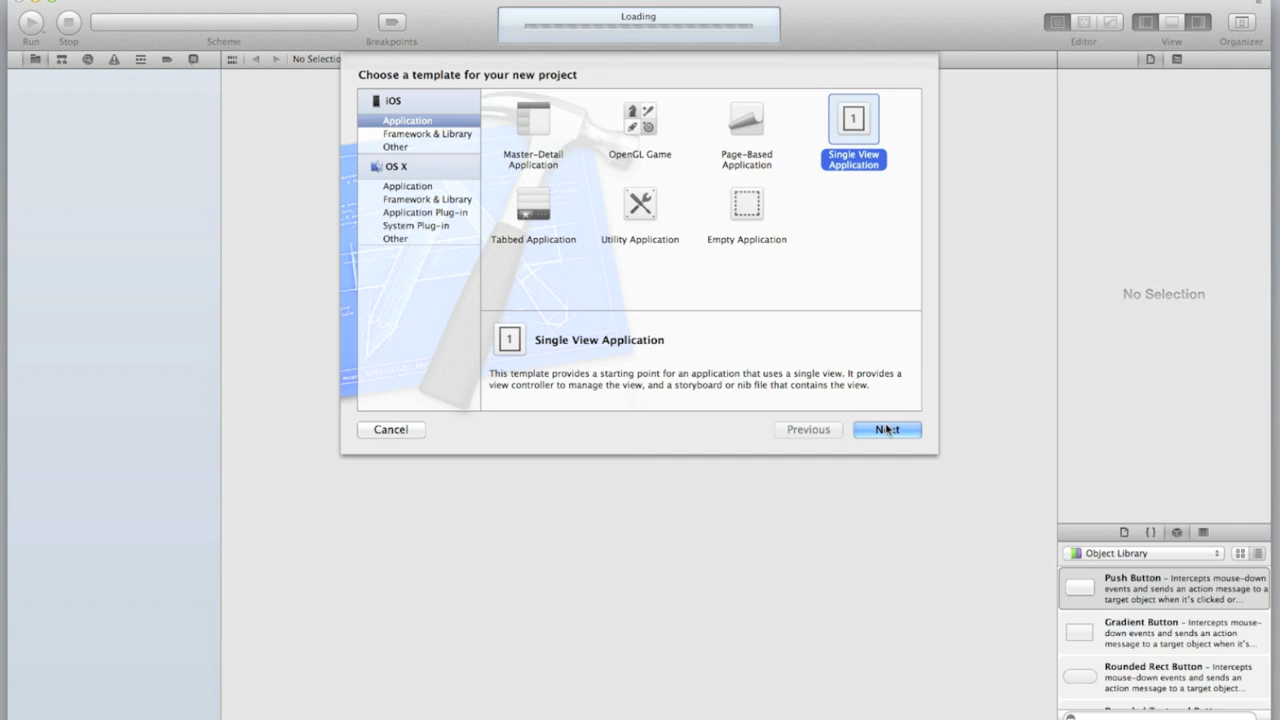 Loading
Run
Stop
Scheme
Breakpoints
Editor
View
Organizer
No Selectio
Choose a template for your new project
iOS
Application
Framework & Library
Other
OS X
Application
Framework & Library
Application Plug-in
System Plug-in
Other
Master-Detail
Application
OpenGL Game
Page-Based
Application
1
Single View
Application
Tabbed Application
Utility Application
Empty Application
1
Single View Application
This template provides a starting point for an application that uses a single view. It provides a
view controller to manage the view, and a storyboard or nib file that contains the view.
Cancel
Previous
Next
No Selection
{ }
Object Library
Push Button - Intercepts mouse-down
events and sends an action message to a
target object when it's clicked or...
Gradient Button - Intercepts mouse-
down events and sends an action
message to a target object when it's...
Rounded Rect Button - Intercepts
mouse-down events and sends an
action message to a target object...